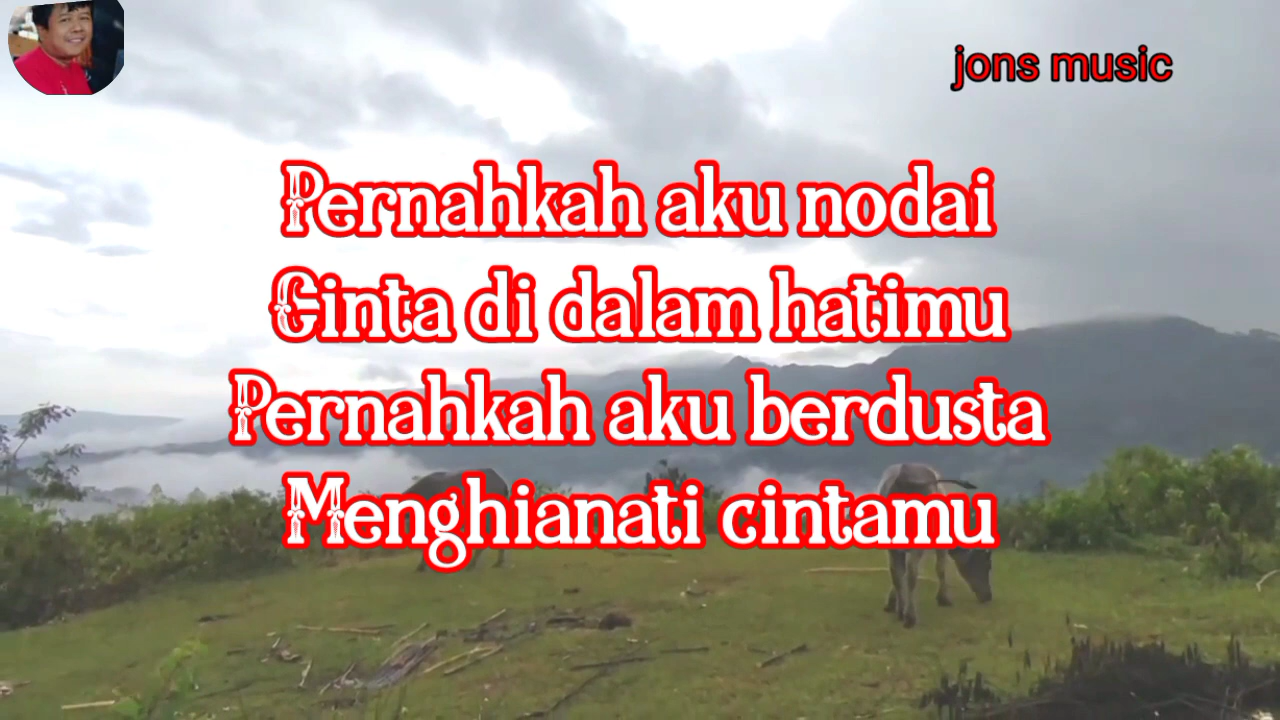 jons music
Pernahkah aku nodai
Cinta di dalam hatimu
Pernahkah aku berdusta
Menghianati cintamu